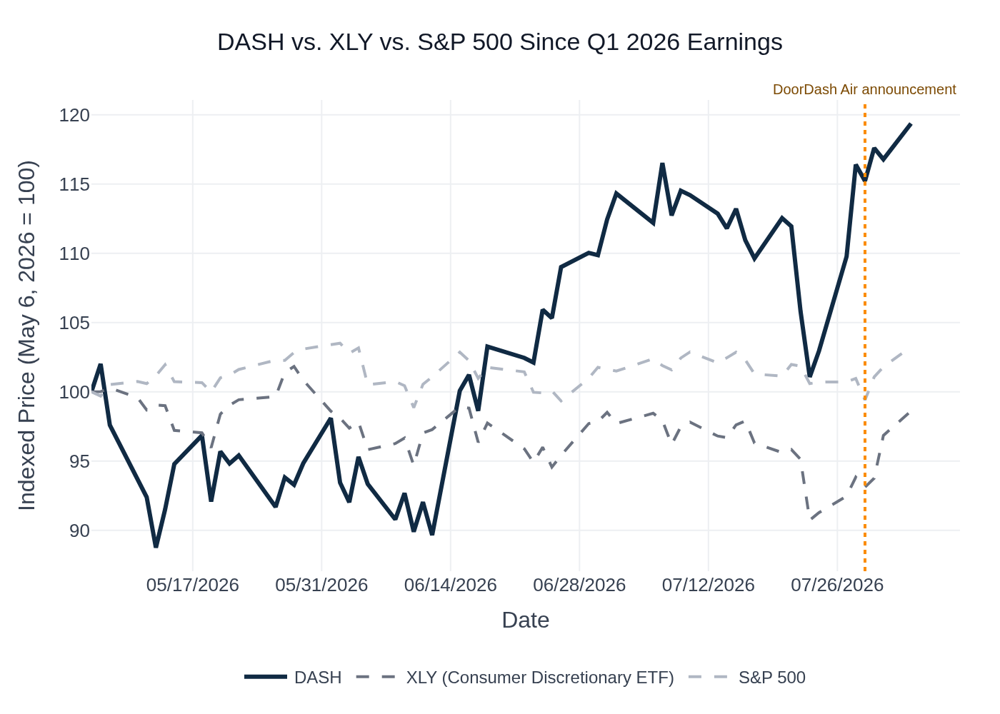 DASH vs. XLY vs. S&P 500 Since Q1 2026 Earnings
DoorDash Air announcement
Indexed Price (May 6, 2026 = 100)
120
115
110
105
100
95
90
05/17/2026
05/31/2026
06/14/2026
06/28/2026
07/12/2026
07/26/2026
Date
DASH
XLY (Consumer Discretionary ETF)
S&P 500